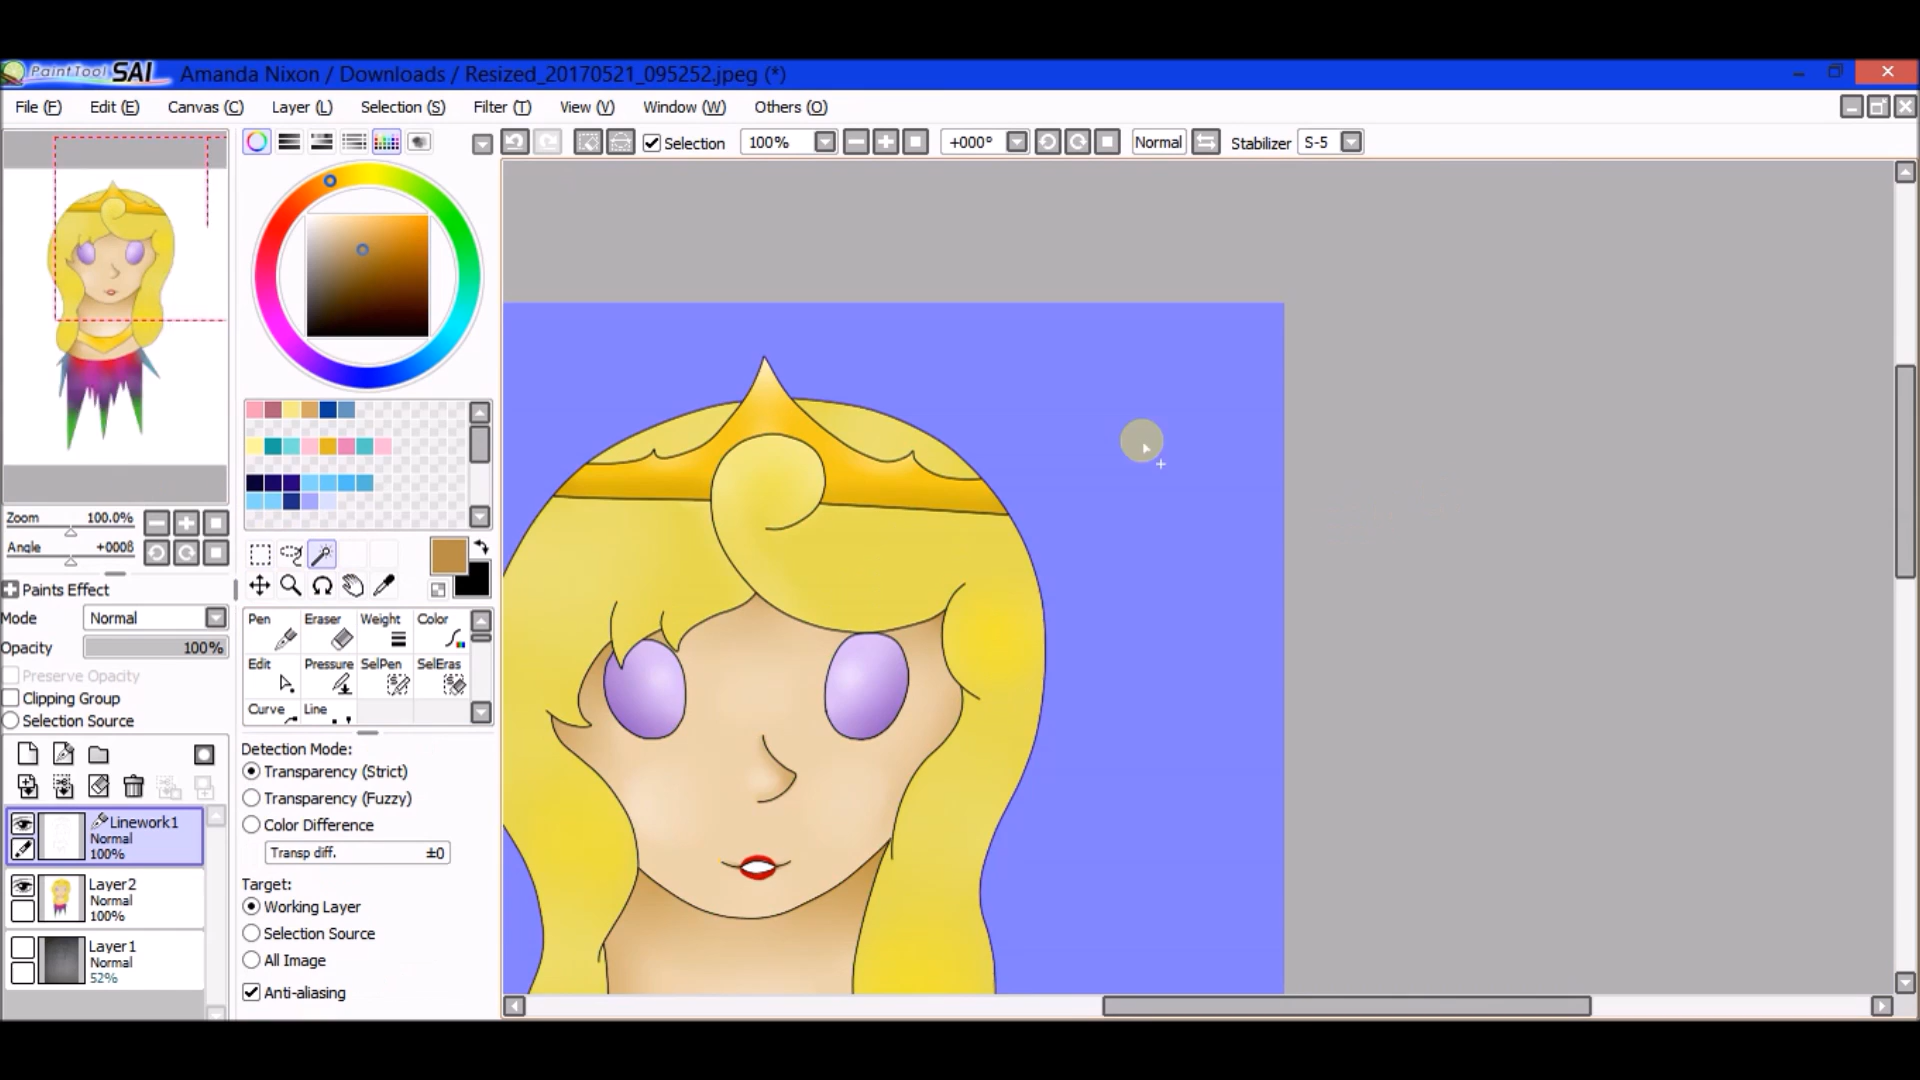 PaintTool SAI Amanda Nixon / Downloads / Resized_20170521_095252.jpeg (*)
File (F) Edit (E) Canvas (C) Layer (L) Selection (S) Filter (T) View (V) Window (W) Others (O)
Selection 100% +000° Normal Stabilizer S-5
Zoom 100.0%
Angle +000§
Paints Effect
Mode Normal
Opacity 100%
Preserve Opacity
Clipping Group
Selection Source
Linework1
Normal
100%
Layer2
Normal
100%
Layer1
Normal
52%
Pen Eraser Weight Color
Edit Pressure SelPen SelEras
Curve Line
Detection Mode:
Transparency (Strict)
Transparency (Fuzzy)
Color Difference
Transp diff. ±0
Target:
Working Layer
Selection Source
All Image
Anti-aliasing